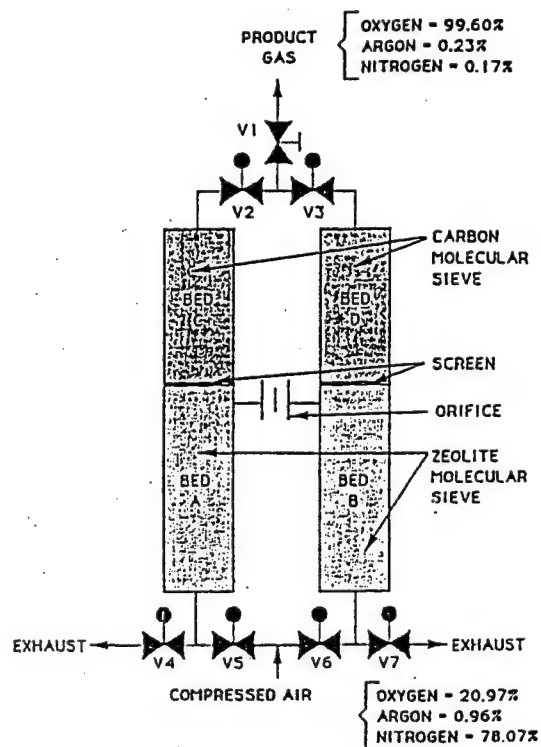 OXYGEN = 99.60%
PRODUCT GAS
ARGON = 0.23%
NITROGEN = 0.17%
V1
V2
V3
CARBON MOLECULAR SIEVE
BED C
BED D
SCREEN
ORIFICE
ZEOLITE MOLECULAR SIEVE
BED A
BED B
EXHAUST
V4
V5
V6
V7
EXHAUST
COMPRESSED AIR
OXYGEN = 20.97%
ARGON = 0.96%
NITROGEN = 78.07%